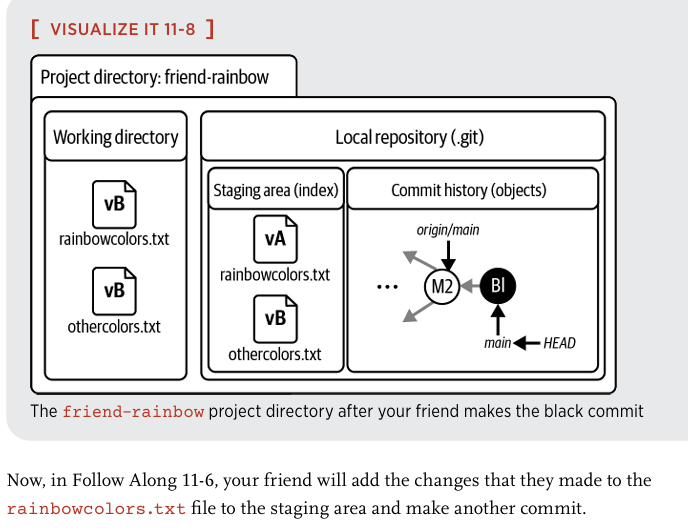 [ VISUALIZE IT 11-8 ]
Project directory: friend-rainbow
Working directory
Local repository (.git)
vB
rainbowcolors.txt
vB
othercolors.txt
Staging area (index)
vA
rainbowcolors.txt
vB
othercolors.txt
Commit history (objects)
origin/main
...
M2
Bl
main
HEAD
The friend-rainbow project directory after your friend makes the black commit
Now, in Follow Along 11-6, your friend will add the changes that they made to the
rainbowcolors.txt file to the staging area and make another commit.